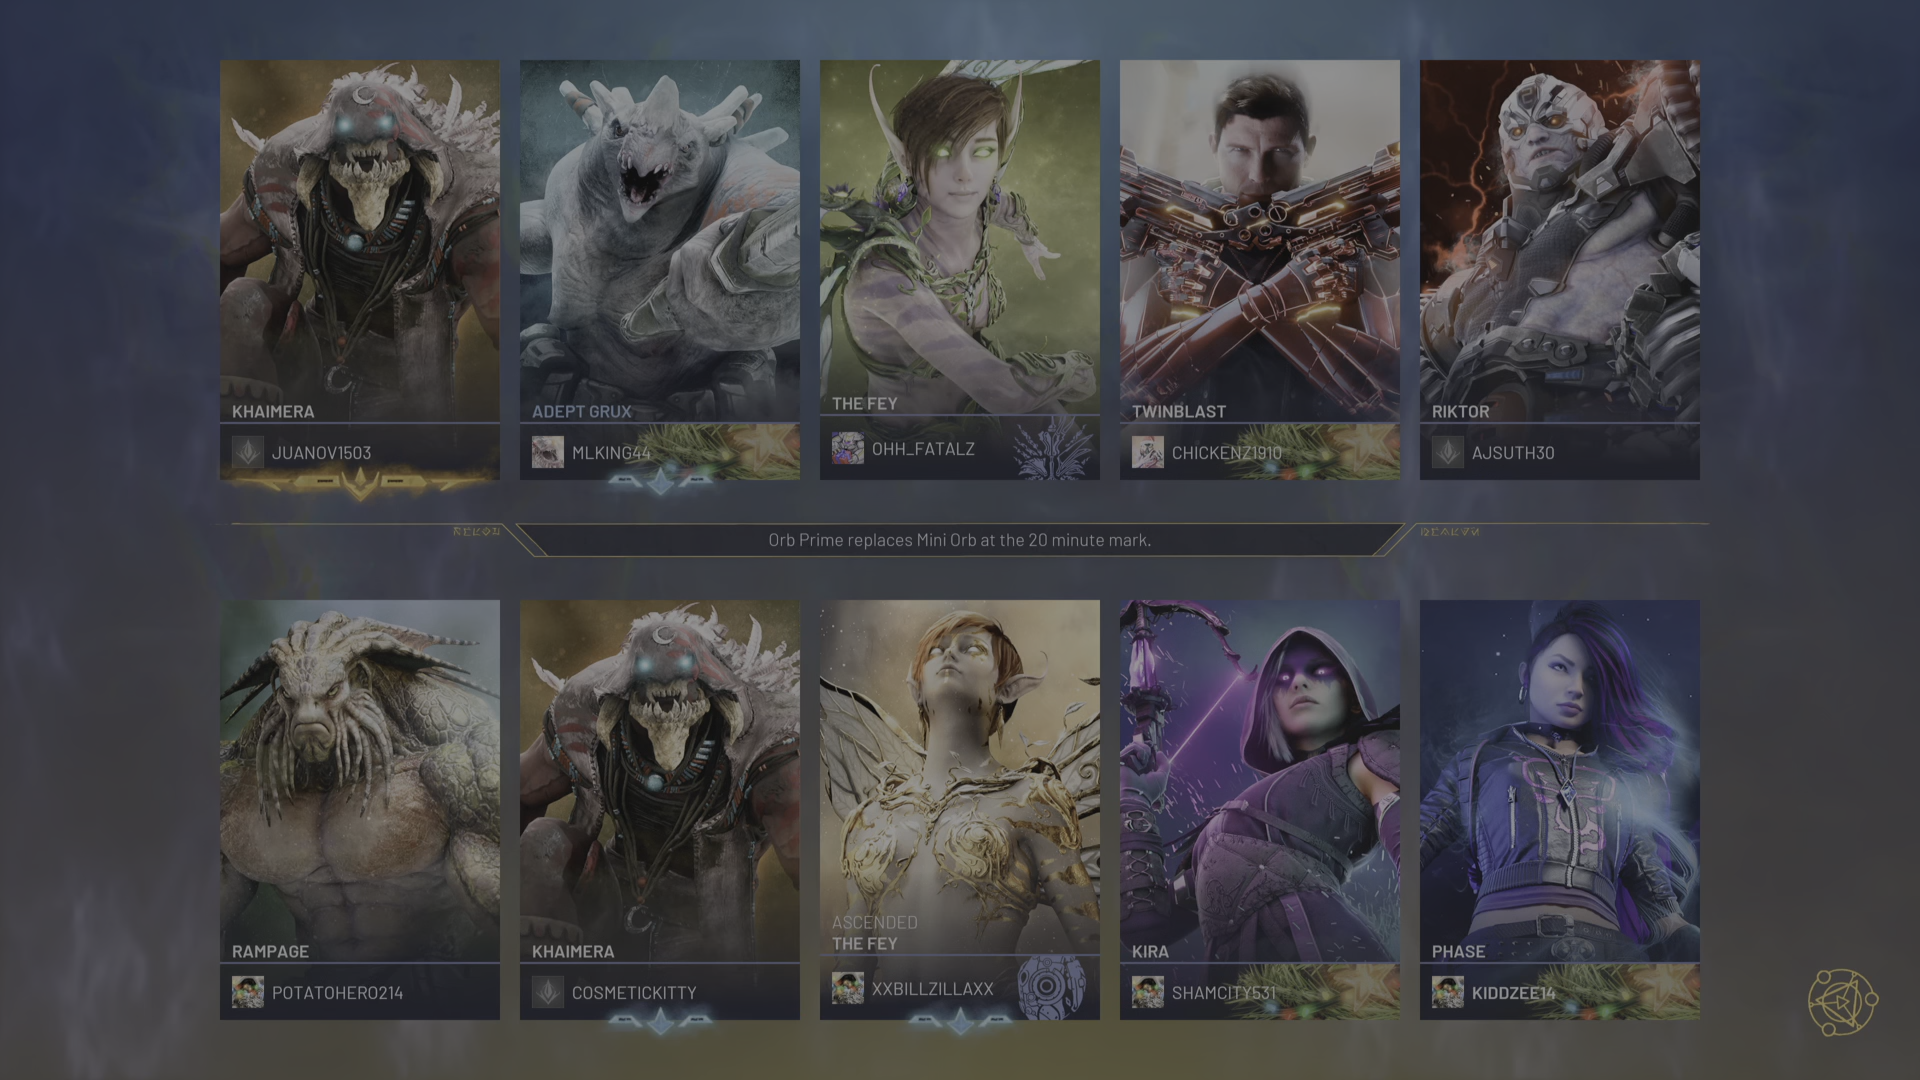 KHAIMERA
JUANOV1503
ADEPT GRUX
MLKING44
THE FEY
OHH_FATALZ
TWINBLAST
CHICKENZ1910
RIKTOR
AJSUTH30
Orb Prime replaces Mini Orb at the 20 minute mark.
RAMPAGE
POTATOHERO214
KHAIMERA
COSMETICKITTY
ASCENDED
THE FEY
XXBILLZILLAXX
KIRA
SHAMCITY531
PHASE
KIDDZEE14